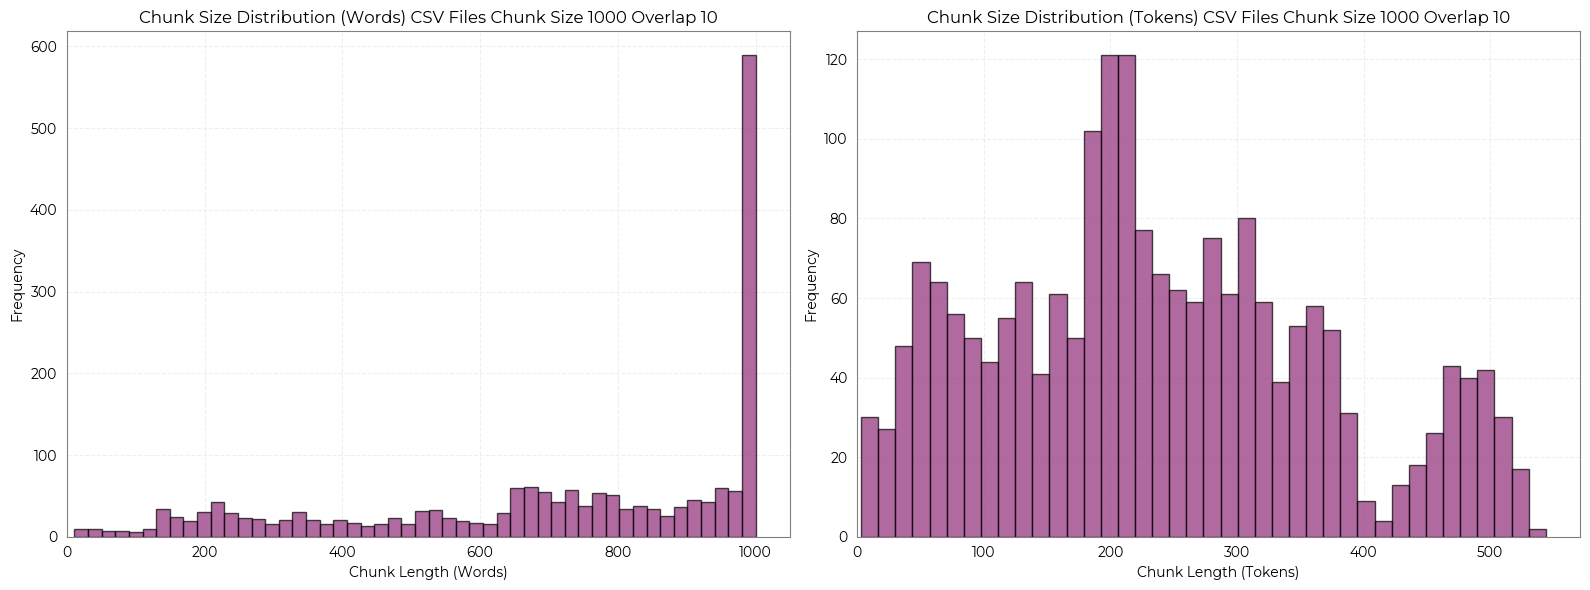 Chunk Size Distribution (Words) CSV Files Chunk Size 1000 Overlap 10
600
500
400
300
200
100
0
Frequency
0 200 400 600 800 1000
Chunk Length (Words)
Chunk Size Distribution (Tokens) CSV Files Chunk Size 1000 Overlap 10
120
100
80
60
40
20
0
Frequency
0 100 200 300 400 500
Chunk Length (Tokens)